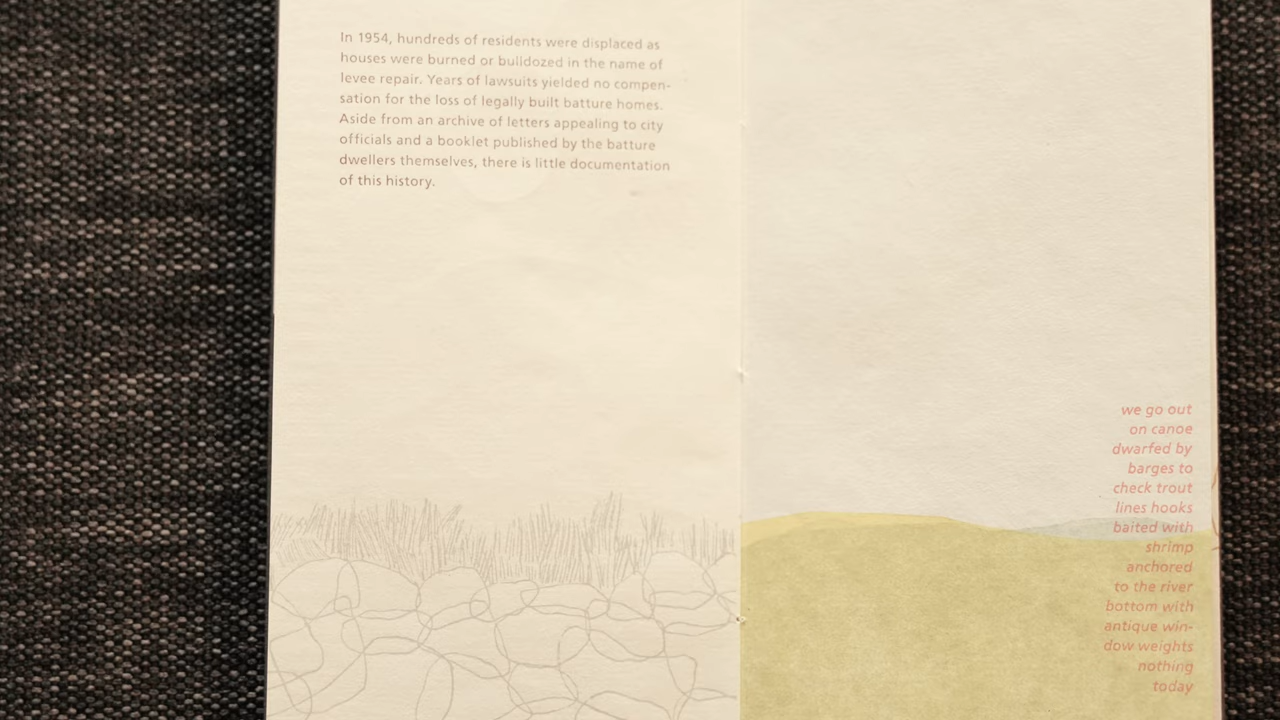 In 1954, hundreds of residents were displaced as
houses were burned or bulldozed in the name of
levee repair. Years of lawsuits yielded no compen-
sation for the loss of legally built batture homes.
Aside from an archive of letters appealing to city
officials and a booklet published by the batture
dwellers themselves, there is little documentation
of this history.
we go out
on canoe
dwarfed by
barges to
check trout
lines hooks
baited with
shrimp
anchored
to the river
bottom with
antique win-
dow weights
nothing
today